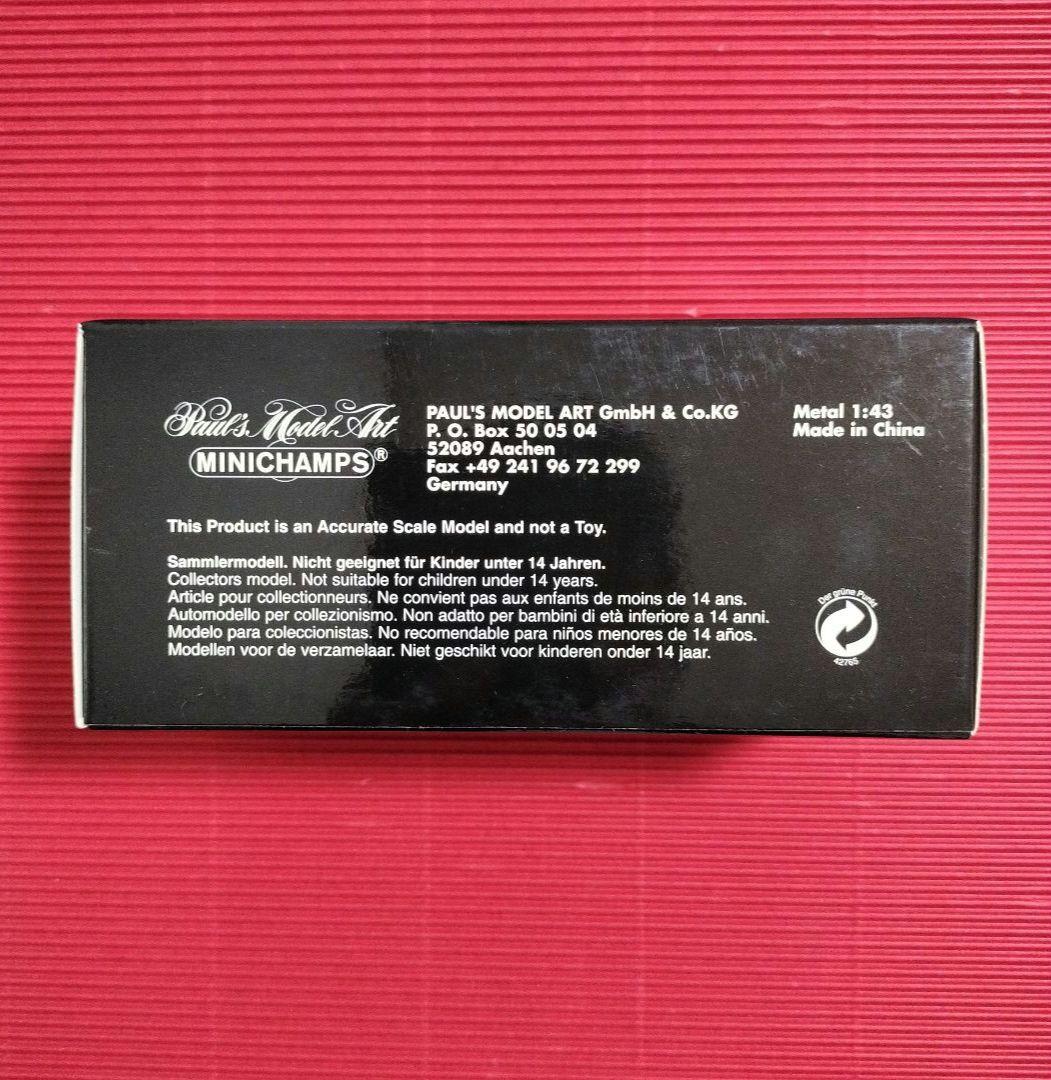 Paul's Model Art
MINICHAMPS®
PAUL'S MODEL ART GmbH & Co.KG
P. O. Box 50 05 04
52089 Aachen
Fax +49 241 96 72 299
Germany
Metal 1:43
Made in China
This Product is an Accurate Scale Model and not a Toy.
Sammlermodell. Nicht geeignet für Kinder unter 14 Jahren.
Collectors model. Not suitable for children under 14 years.
Article pour collectionneurs. Ne convient pas aux enfants de moins de 14 ans.
Automodello per collezionismo. Non adatto per bambini di età inferiore a 14 anni.
Modelo para coleccionistas. No recomendable para niños menores de 14 años.
Modellen voor de verzamelaar. Niet geschikt voor kinderen onder 14 jaar.
Der grüne Punkt
42765